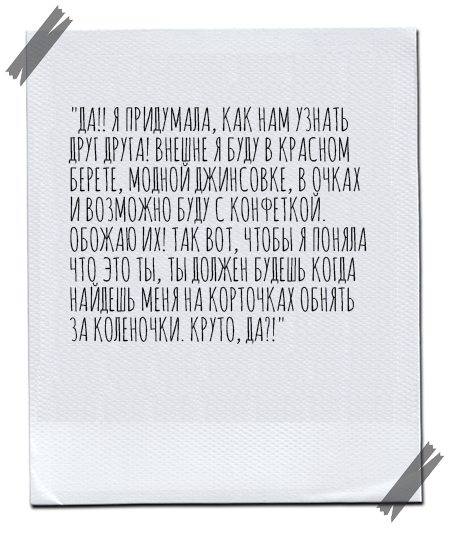 "ДА!! Я ПРИДУМАЛА, КАК НАМ УЗНАТЬ
ДРУГ ДРУГА! ВНЕШНЕ Я БУДУ В КРАСНОМ
БЕРЕТЕ, МОДНОЙ ДЖИНСОВКЕ, В ОЧКАХ
И ВОЗМОЖНО БУДУ С КОНФЕТКОЙ.
ОБОЖАЮ ИХ! ТАК ВОТ, ЧТОБЫ Я ПОНЯЛА
ЧТО ЭТО ТЫ, ТЫ ДОЛЖЕН БУДЕШЬ КОГДА
НАЙДЕШЬ МЕНЯ НА КОРТОЧКАХ ОБНЯТЬ
ЗА КОЛЕНОЧКИ. КРУТО, ДА?!"